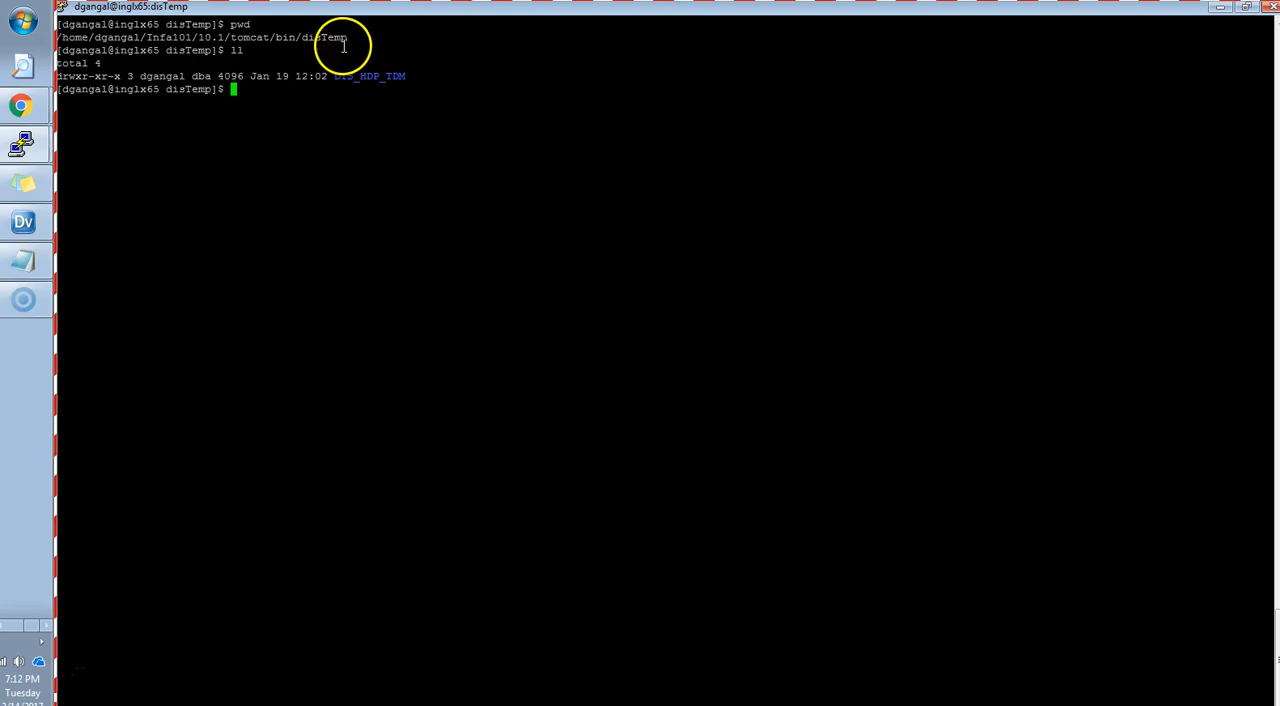 dgangal@inglx65:disTemp
[dgangal@inglx65 disTemp]$ pwd
/home/dgangal/Infa101/10.1/tomcat/bin/disTemp
[dgangal@inglx65 disTemp]$ ll
total 4
drwxr-xr-x 3 dgangal dba 4096 Jan 19 12:02 DIS_HDP_TDM
[dgangal@inglx65 disTemp]$
Dv
7:12 PM
Tuesday